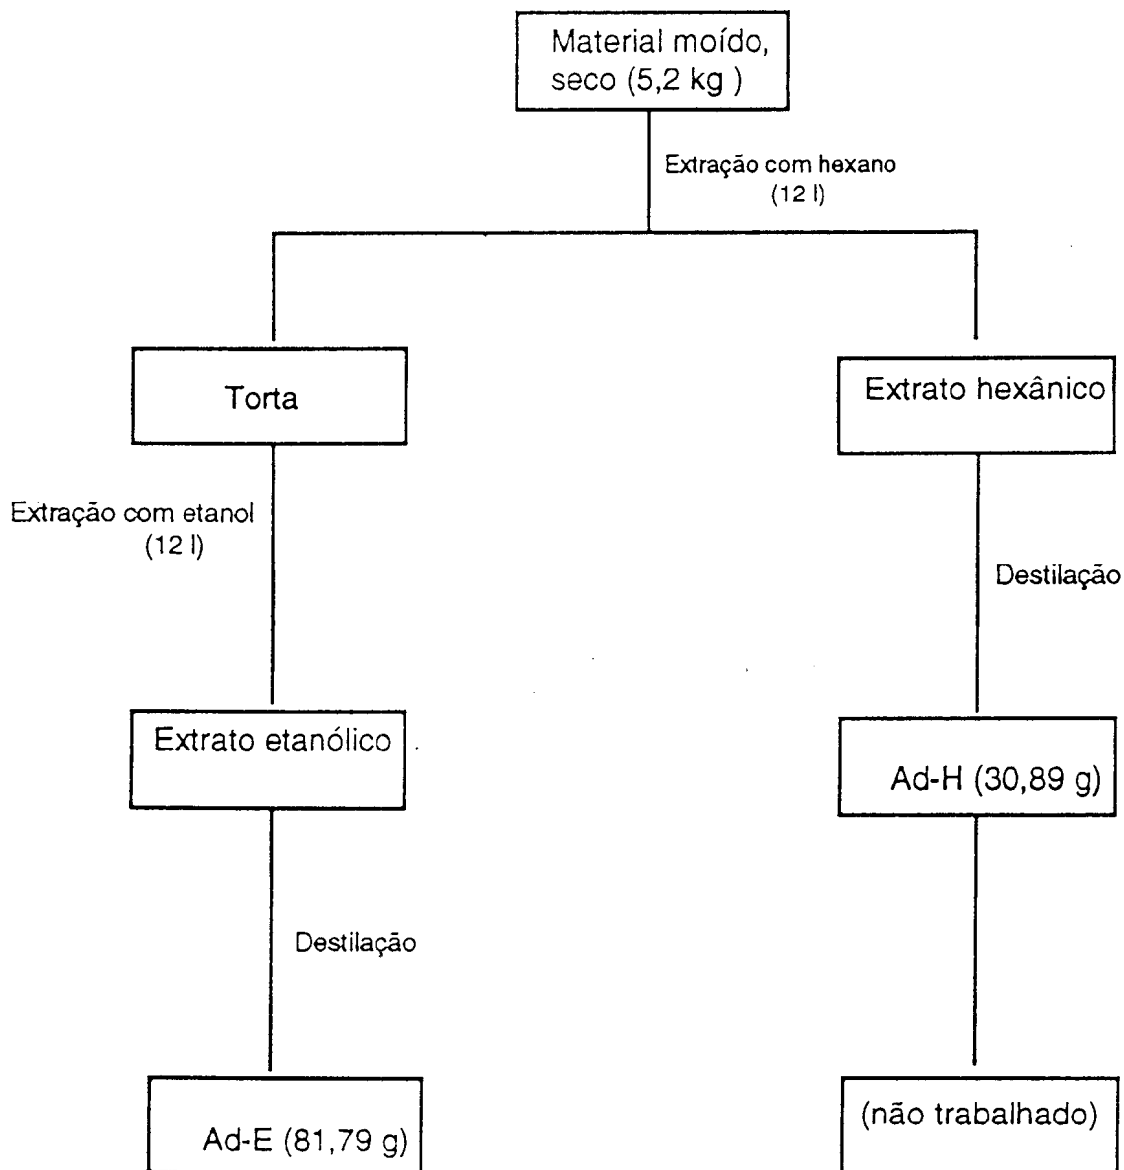 Material moído,
seco (5,2 kg )
Extração com hexano
(12 l)
Torta
Extrato hexânico
Extração com etanol
(12 l)
Destilação
Extrato etanólico
Ad-H (30,89 g)
Destilação
Ad-E (81,79 g)
(não trabalhado)